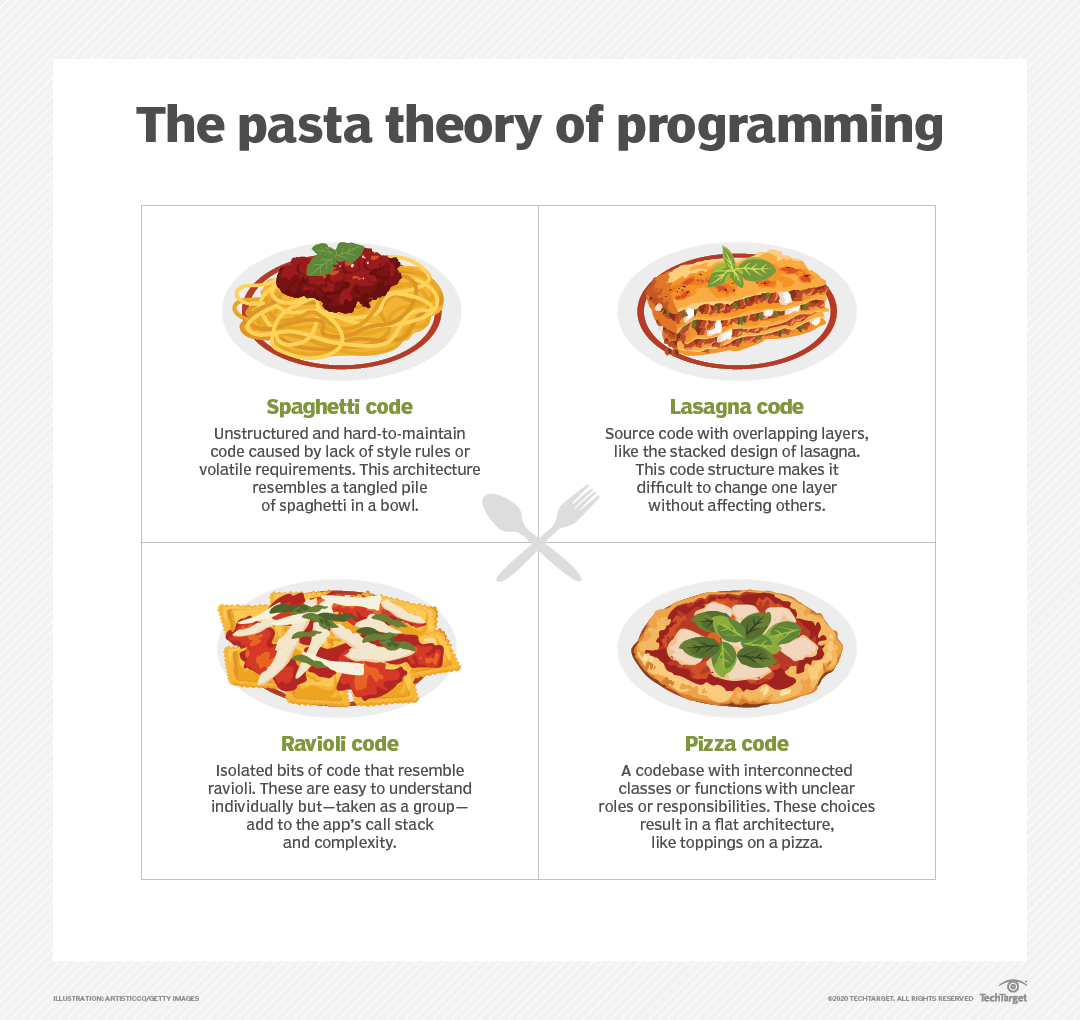 The pasta theory of programming
Spaghetti code
Unstructured and hard-to-maintain
code caused by lack of style rules or
volatile requirements. This architecture
resembles a tangled pile
of spaghetti in a bowl.
Lasagna code
Source code with overlapping layers,
like the stacked design of lasagna.
This code structure makes it
difficult to change one layer
without affecting others.
Ravioli code
Isolated bits of code that resemble
ravioli. These are easy to understand
individually but—taken as a group—
add to the app's call stack
and complexity.
Pizza code
A codebase with interconnected
classes or functions with unclear
roles or responsibilities. These choices
result in a flat architecture,
like toppings on a pizza.
ILLUSTRATION: ARTISTICCO/GETTY IMAGES
©2020 TECHTARGET. ALL RIGHTS RESERVED
TechTarget